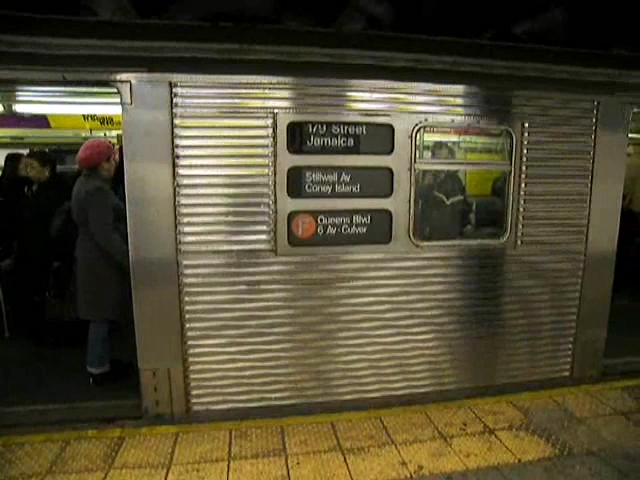 179 Street
Jamaica
Stillwell Av
Coney Island
F
Queens Blvd
6 Av-Culver